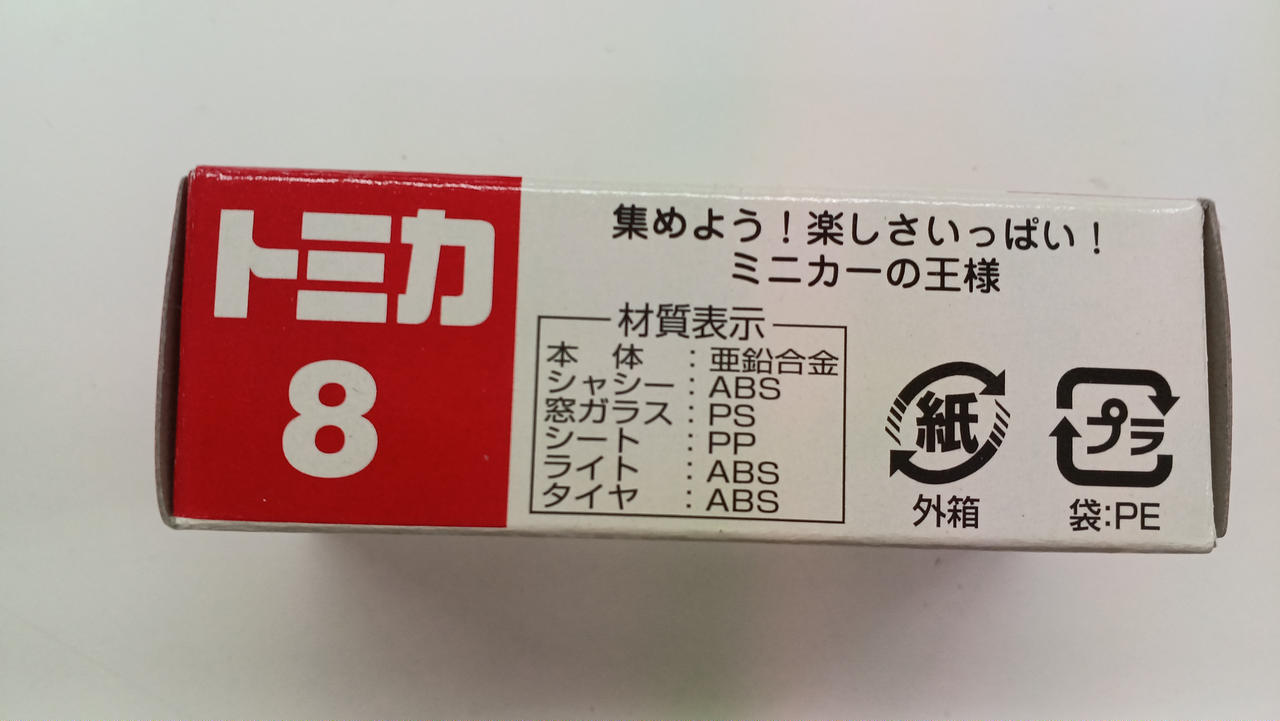 トミカ
8
集めよう！楽しさいっぱい！
ミニカーの王様
材質表示
本　体　：亜鉛合金
シャシー：ABS
窓ガラス：PS
シート　：PP
ライト　：ABS
タイヤ　：ABS
紙
外箱
プラ
袋:PE